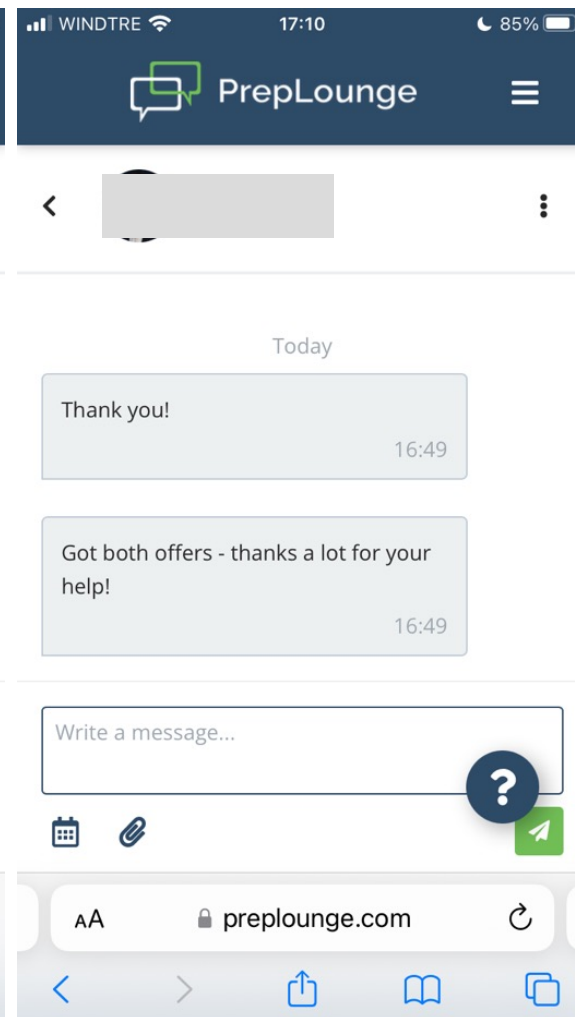 WINDTRE 17:10 85%
PrepLounge
Today
Thank you!
16:49
Got both offers - thanks a lot for your
help!
16:49
Write a message...
?
AA preplounge.com